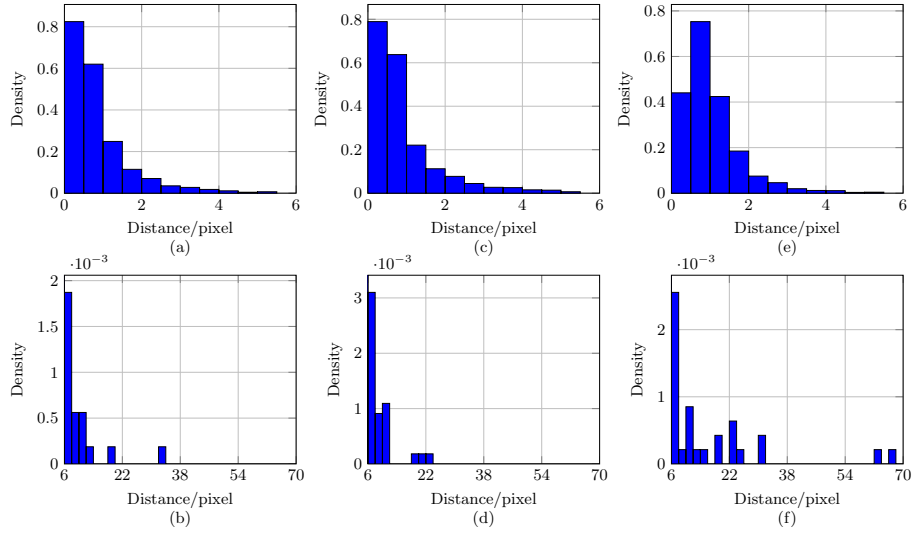 0.8
0.6
0.4
0.2
0
Density
0 2 4 6
Distance/pixel
(a)
0.8
0.6
0.4
0.2
0
Density
0 2 4 6
Distance/pixel
(c)
0.8
0.6
0.4
0.2
0
Density
0 2 4 6
Distance/pixel
(e)
·10⁻³
2
1.5
1
0.5
0
Density
6 22 38 54 70
Distance/pixel
(b)
·10⁻³
3
2
1
0
Density
6 22 38 54 70
Distance/pixel
(d)
·10⁻³
2
1
0
Density
6 22 38 54 70
Distance/pixel
(f)